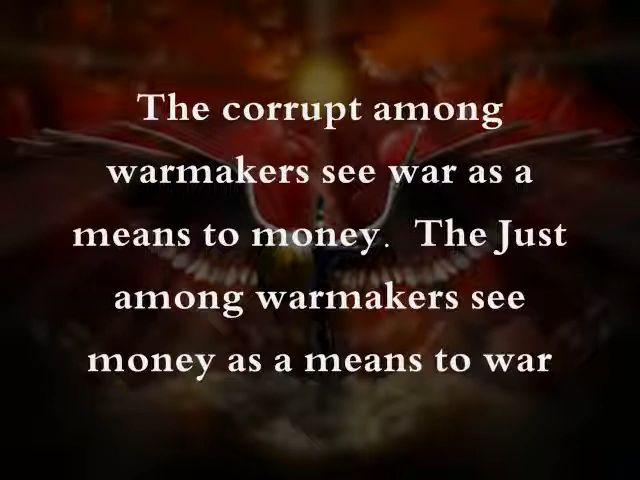 The corrupt among
warmakers see war as a
means to money.  The Just
among warmakers see
money as a means to war